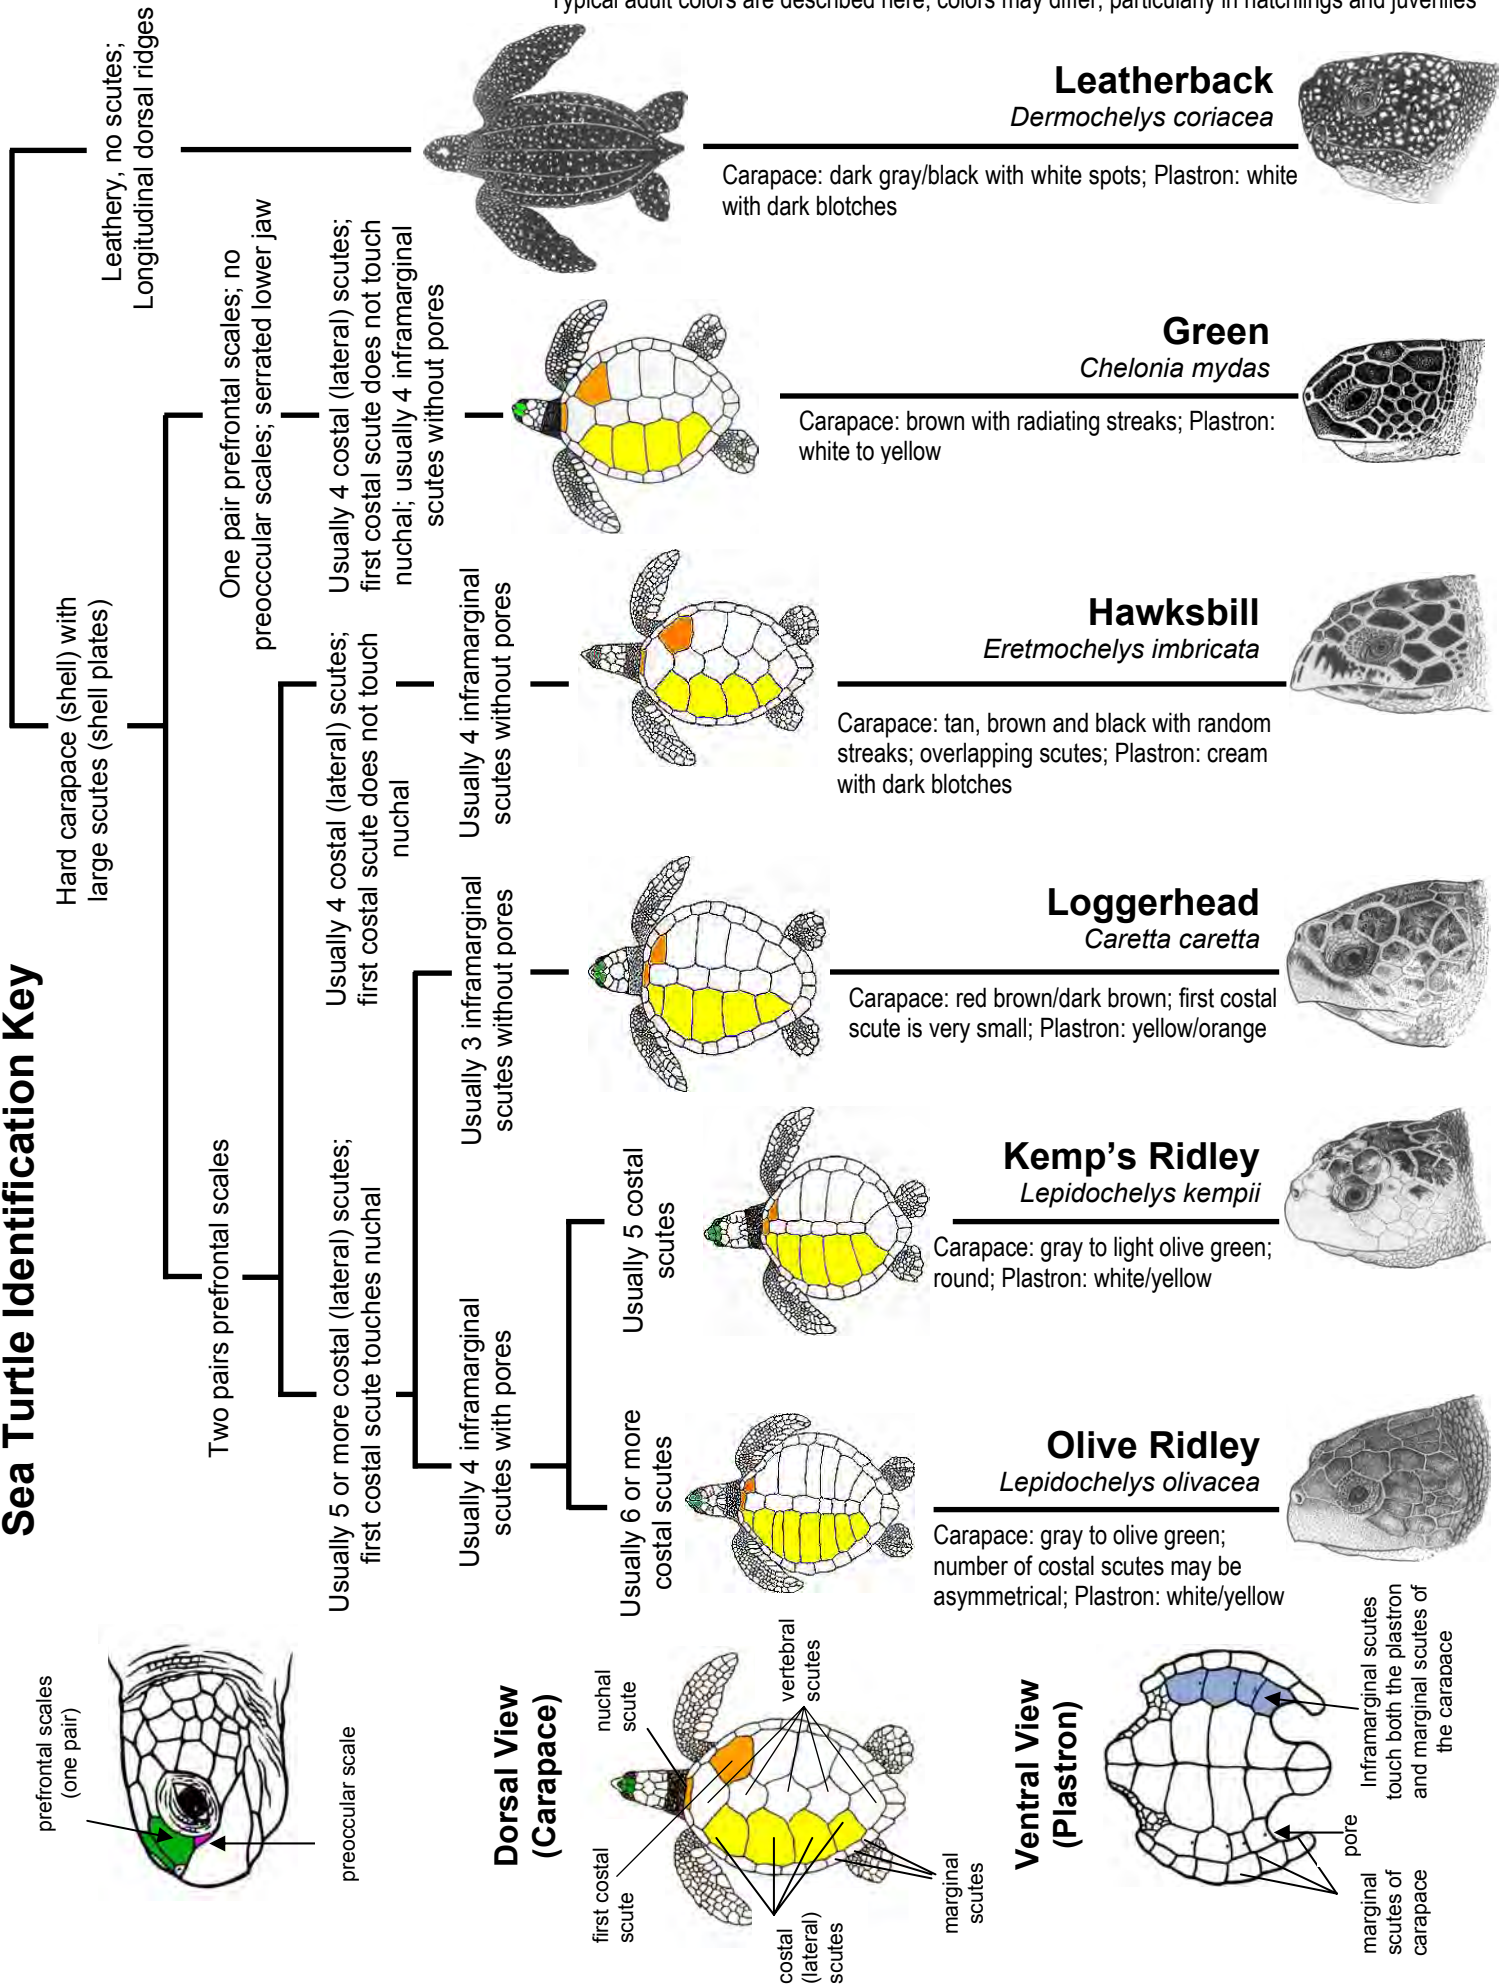 Typical adult colors are described here; colors may differ, particularly in hatchlings and juveniles
Sea Turtle Identification Key
Hard carapace (shell) with
large scutes (shell plates)
Leathery, no scutes;
Longitudinal dorsal ridges
Two pairs prefrontal scales
One pair prefrontal scales; no
preoccular scales; serrated lower jaw
Usually 5 or more costal (lateral) scutes;
first costal scute touches nuchal
Usually 4 costal (lateral) scutes;
first costal scute does not touch
nuchal
Usually 4 costal (lateral) scutes;
first costal scute does not touch
nuchal; usually 4 inframarginal
scutes without pores
Usually 4 inframarginal
scutes with pores
Usually 3 inframarginal
scutes without pores
Usually 4 inframarginal
scutes without pores
Usually 6 or more
costal scutes
Usually 5 costal
scutes
Leatherback
Dermochelys coriacea
Carapace: dark gray/black with white spots; Plastron: white
with dark blotches
Green
Chelonia mydas
Carapace: brown with radiating streaks; Plastron:
white to yellow
Hawksbill
Eretmochelys imbricata
Carapace: tan, brown and black with random
streaks; overlapping scutes; Plastron: cream
with dark blotches
Loggerhead
Caretta caretta
Carapace: red brown/dark brown; first costal
scute is very small; Plastron: yellow/orange
Kemp's Ridley
Lepidochelys kempii
Carapace: gray to light olive green;
round; Plastron: white/yellow
Olive Ridley
Lepidochelys olivacea
Carapace: gray to olive green;
number of costal scutes may be
asymmetrical; Plastron: white/yellow
prefrontal scales
(one pair)
preoccular scale
Dorsal View
(Carapace)
nuchal
scute
vertebral
scutes
first costal
scute
costal
(lateral)
scutes
marginal
scutes
Ventral View
(Plastron)
Inframarginal scutes
touch both the plastron
and marginal scutes of
the carapace
pore
marginal
scutes of
carapace